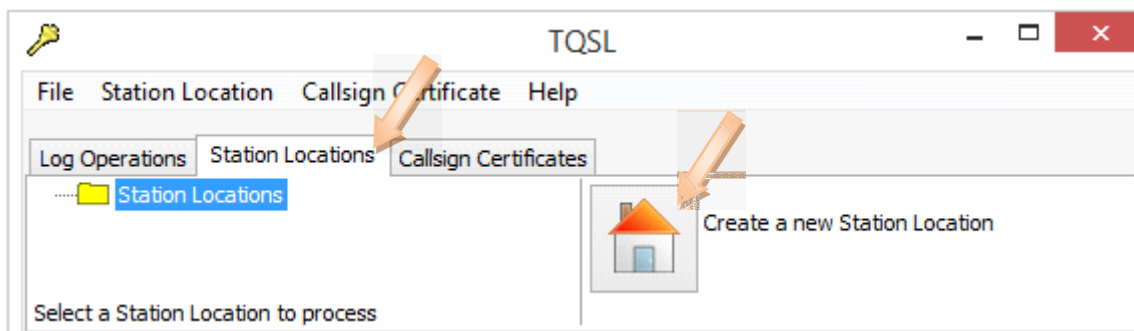 TQSL
File Station Location Callsign Certificate Help
Log Operations Station Locations Callsign Certificates
Station Locations
Create a new Station Location
Select a Station Location to process